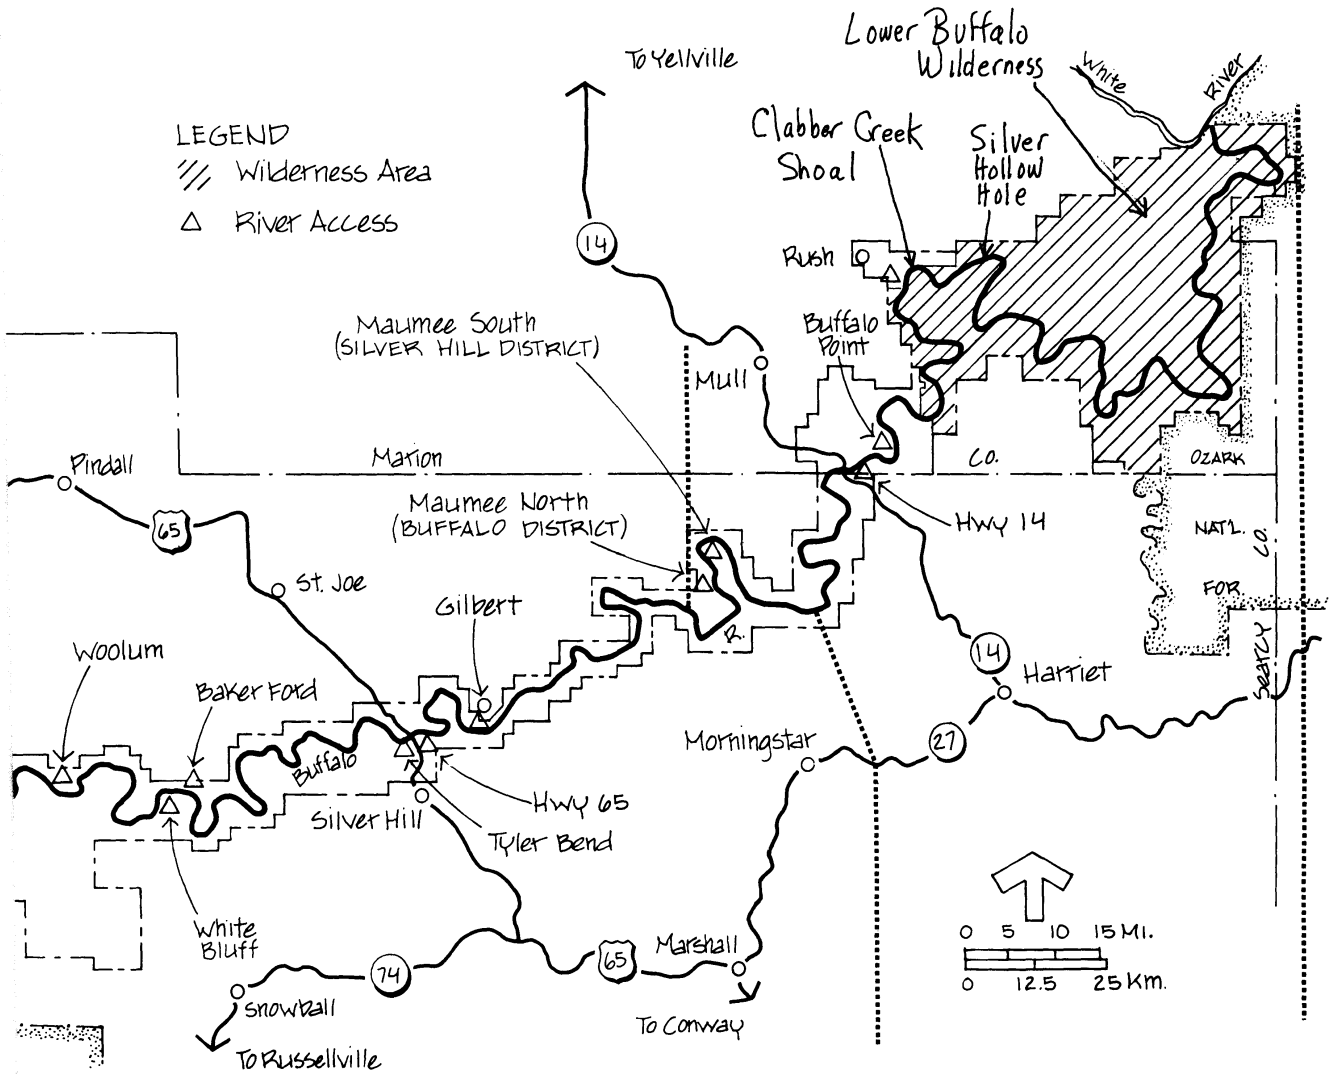 Lower Buffalo
Wilderness
To Yellville
White
River
LEGEND
Wilderness Area
River Access
Clabber Creek
Shoal
Silver
Hollow
Hole
14
Rush
Maumee South
(SILVER HILL DISTRICT)
Buffalo
Point
Mull
Pindall
Marion
CO.
OZARK
65
Maumee North
(BUFFALO DISTRICT)
HWY 14
NAT'L.
CO.
St. Joe
FOR.
Gilbert
R.
Woolum
14
Harriet
Searcy
Baker Ford
Morningstar
27
Buffalo
HWY 65
Silver Hill
Tyler Bend
White
Bluff
0 5 10 15 Mi.
0 12.5 25 Km.
Marshall
65
74
Snowball
To Conway
To Russellville